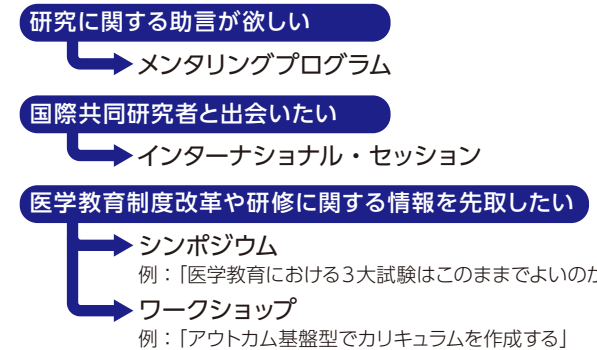 研究に関する助言が欲しい
メンタリングプログラム
国際共同研究者と出会いたい
インターナショナル・セッション
医学教育制度改革や研修に関する情報を先取したい
シンポジウム
例：「医学教育における3大試験はこのままでよいのか
ワークショップ
例：「アウトカム基盤型でカリキュラムを作成する」